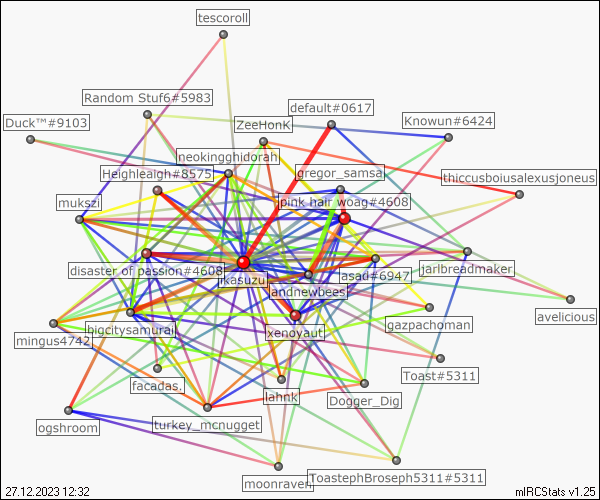 tescoroll
Random Stuf6#5983
default#0617
Duck™#9103
ZeeHonk
Knowun#6424
neokingghidorah
gregor_samsa
Heighleaigh#8575
thiccusboiusalexusjoneus
mukszi
pink hair woag#4608
disaster of passion#4608
ikasuzu
asad#6947
jarlbreadmaker
andnewbees
avelicious
bigcitysamurai
xenoyaut
gazpachoman
mingus4742
Toast#5311
facadas.
lahnk
Dogger_Dig
ogshroom
turkey_mcnugget
moonraven
ToastephBroseph5311#5311
27.12.2023 12:32
mIRCStats v1.25